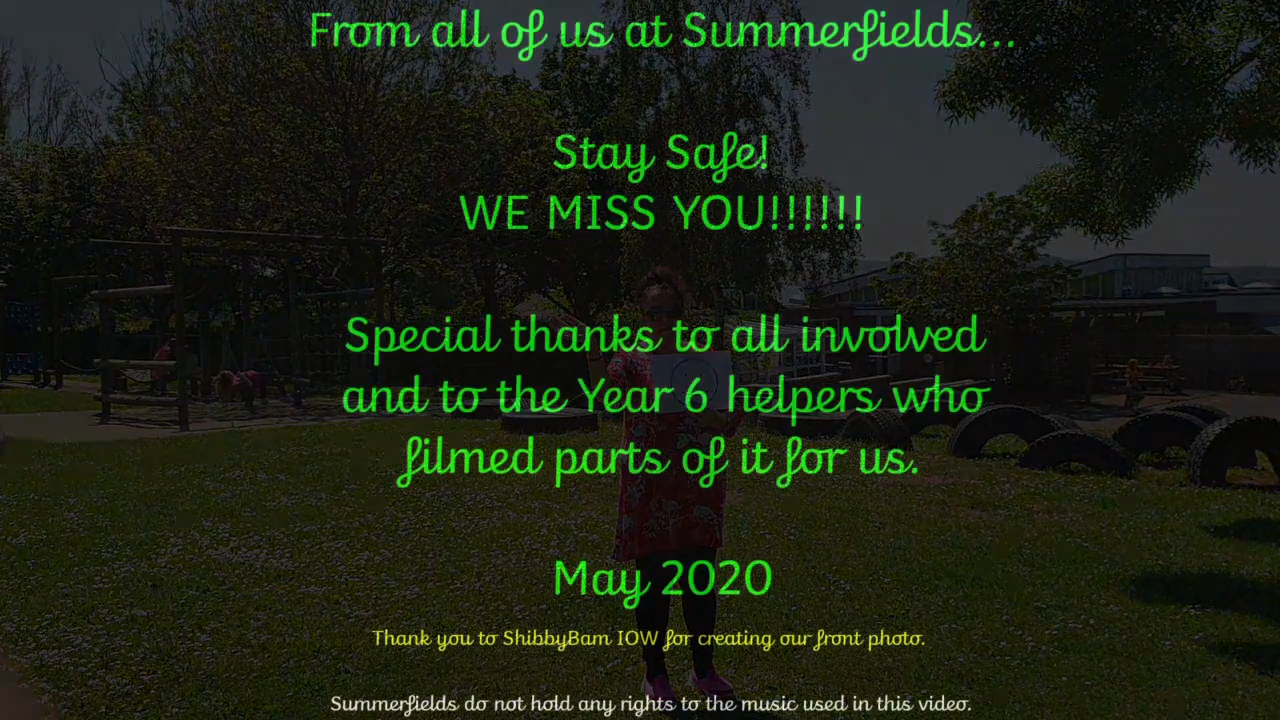 From all of us at Summerfields...
Stay Safe!
WE MISS YOU!!!!!!
Special thanks to all involved
and to the Year 6 helpers who
filmed parts of it for us.
May 2020
Thank you to ShibbyBam IOW for creating our front photo.
Summerfields do not hold any rights to the music used in this video.